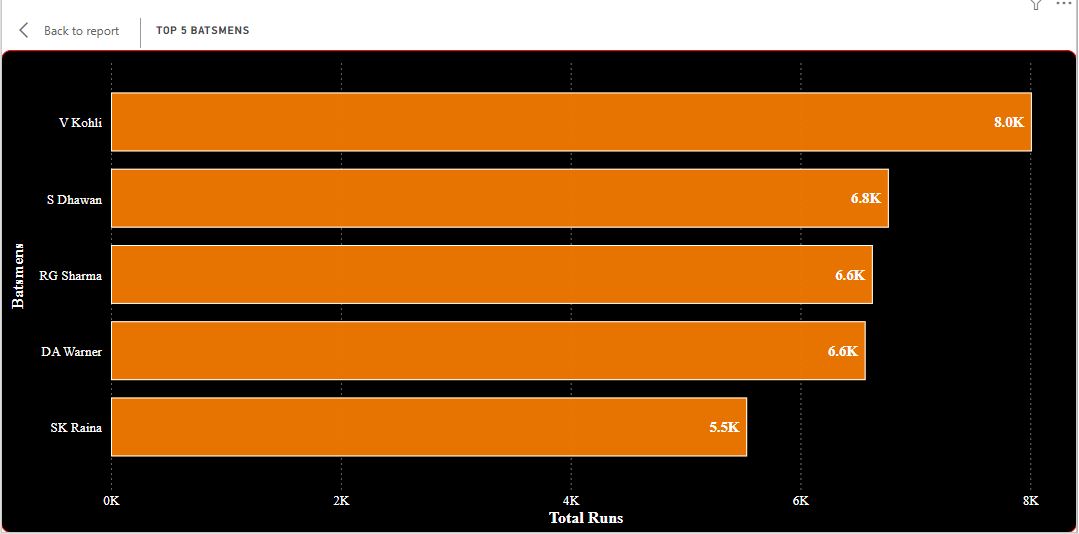 Back to report
TOP 5 BATSMENS
V Kohli
8.0K
S Dhawan
6.8K
RG Sharma
6.6K
DA Warner
6.6K
SK Raina
5.5K
Batsmens
0K 2K 4K 6K 8K
Total Runs